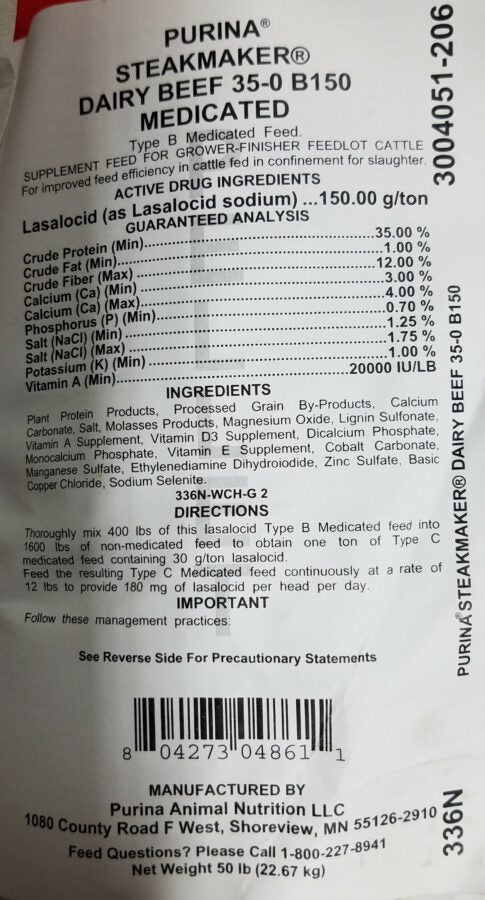 PURINA®
STEAKMAKER®
DAIRY BEEF 35-0 B150
MEDICATED
Type B Medicated Feed.
SUPPLEMENT FEED FOR GROWER-FINISHER FEEDLOT CATTLE
For improved feed efficiency in cattle fed in confinement for slaughter.
ACTIVE DRUG INGREDIENTS
Lasalocid (as Lasalocid sodium) ...150.00 g/ton
GUARANTEED ANALYSIS
Crude Protein (Min)...35.00 %
Crude Fat (Min)...1.00 %
Crude Fiber (Max) ...12.00 %
Calcium (Ca) (Min) ...3.00 %
Calcium (Ca) (Max)...4.00 %
Phosphorus (P) (Min)...0.70 %
Salt (NaCl) (Min) ...1.25 %
Salt (NaCl) (Max) ...1.75 %
Potassium (K) (Min) ...1.00 %
Vitamin A (Min)...20000 IU/LB
INGREDIENTS
Plant Protein Products, Processed Grain By-Products, Calcium
Carbonate, Salt, Molasses Products, Magnesium Oxide, Lignin Sulfonate,
Vitamin A Supplement, Vitamin D3 Supplement, Dicalcium Phosphate,
Monocalcium Phosphate, Vitamin E Supplement, Cobalt Carbonate,
Manganese Sulfate, Ethylenediamine Dihydroiodide, Zinc Sulfate, Basic
Copper Chloride, Sodium Selenite.
336N-WCH-G 2
DIRECTIONS
Thoroughly mix 400 lbs of this lasalocid Type B Medicated feed into
1600 lbs of non-medicated feed to obtain one ton of Type C
medicated feed containing 30 g/ton lasalocid.
Feed the resulting Type C Medicated feed continuously at a rate of
12 lbs to provide 180 mg of lasalocid per head per day.
IMPORTANT
Follow these management practices:
See Reverse Side For Precautionary Statements
8 04273 04861 1
MANUFACTURED BY
Purina Animal Nutrition LLC
1080 County Road F West, Shoreview, MN 55126-2910
Feed Questions? Please Call 1-800-227-8941
Net Weight 50 lb (22.67 kg)
3004051-206
PURINA® STEAKMAKER® DAIRY BEEF 35-0 B150
336N